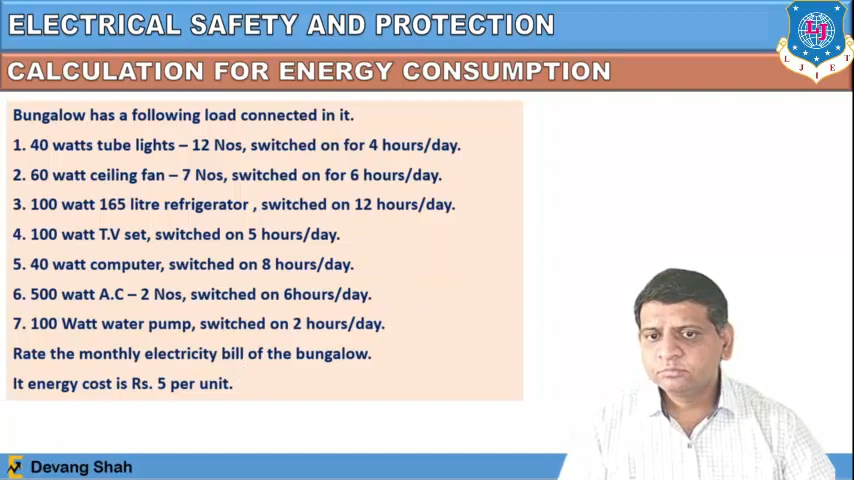 ELECTRICAL SAFETY AND PROTECTION
CALCULATION FOR ENERGY CONSUMPTION
LJ
L J I E T
Bungalow has a following load connected in it.
1. 40 watts tube lights – 12 Nos, switched on for 4 hours/day.
2. 60 watt ceiling fan – 7 Nos, switched on for 6 hours/day.
3. 100 watt 165 litre refrigerator , switched on 12 hours/day.
4. 100 watt T.V set, switched on 5 hours/day.
5. 40 watt computer, switched on 8 hours/day.
6. 500 watt A.C – 2 Nos, switched on 6hours/day.
7. 100 Watt water pump, switched on 2 hours/day.
Rate the monthly electricity bill of the bungalow.
It energy cost is Rs. 5 per unit.
Devang Shah